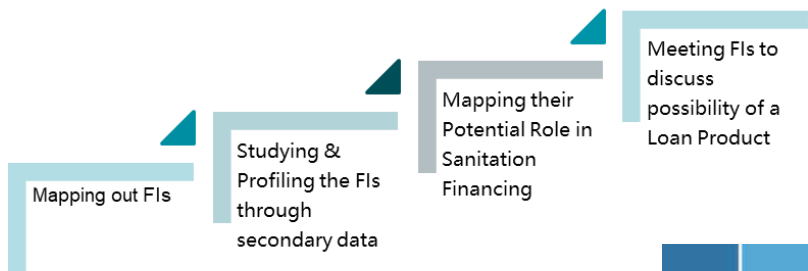 Mapping out FIs
Studying &
Profiling the FIs
through
secondary data
Mapping their
Potential Role in
Sanitation
Financing
Meeting FIs to
discuss
possibility of a
Loan Product